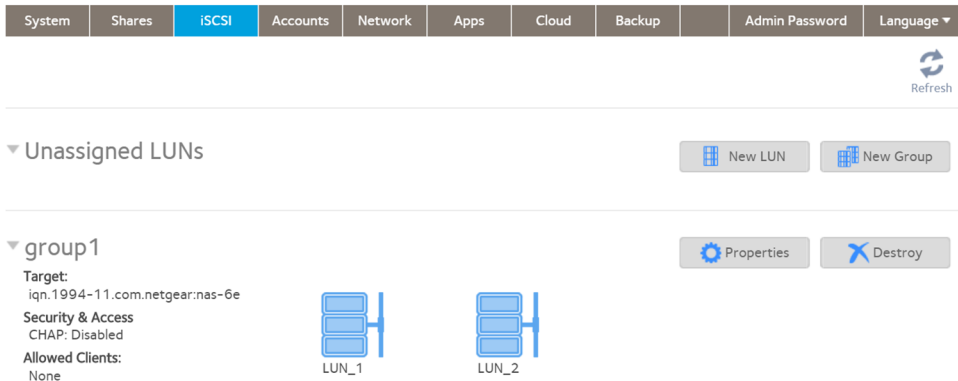 System Shares iSCSI Accounts Network Apps Cloud Backup Admin Password Language
Refresh
Unassigned LUNs New LUN New Group
group1 Properties Destroy
Target:
iqn.1994-11.com.netgear:nas-6e
Security & Access
CHAP: Disabled
Allowed Clients:
None
LUN_1 LUN_2